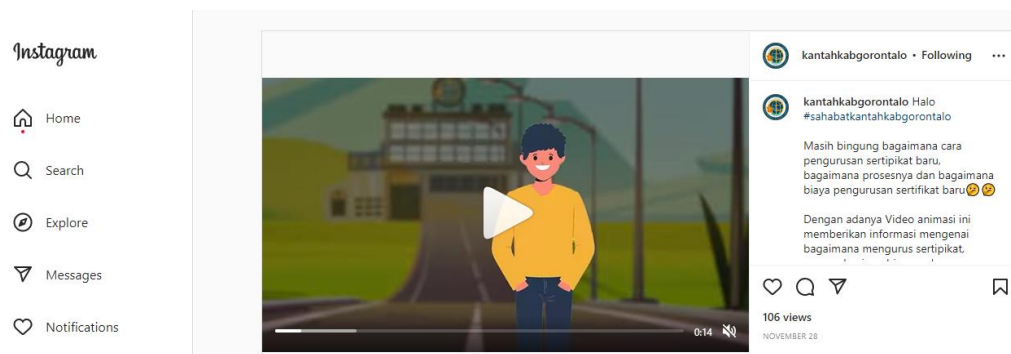 Instagram
Home
Search
Explore
Messages
Notifications
0:14
kantahkabgorontalo • Following
kantahkabgorontalo Halo
#sahabatkantahkabgorontalo
Masih bingung bagaimana cara
pengurusan sertipikat baru,
bagaimana prosesnya dan bagaimana
biaya pengurusan sertifikat baru
Dengan adanya Video animasi ini
memberikan informasi mengenai
bagaimana mengurus sertipikat,
106 views
NOVEMBER 28